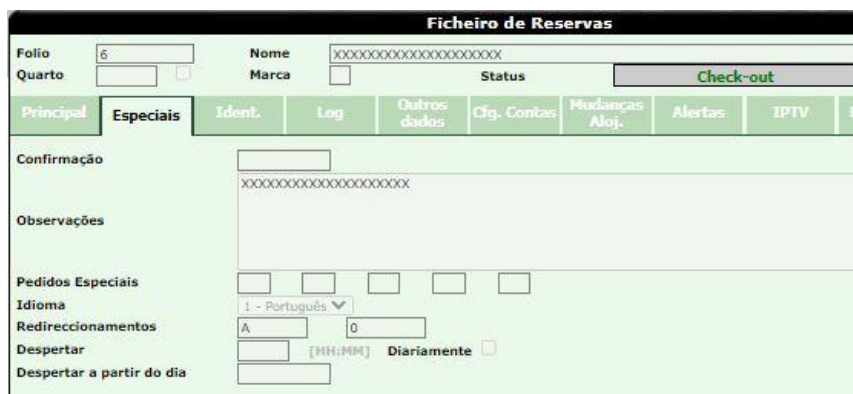 Ficheiro de Reservas
Folio 6 Nome XXXXXXXXXXXXXXXXXXXXX
Quarto Marca Status Check-out
Principal Especiais Ident. Log Outros dados Cfg. Contas Mudanças Aloj. Alertas IPTV
Confirmação
XXXXXXXXXXXXXXXXXXXXX
Observações
Pedidos Especiais
Idioma 1 - Português
Redireccionamentos A 0
Despertar [HH:MM] Diariamente
Despertar a partir do dia